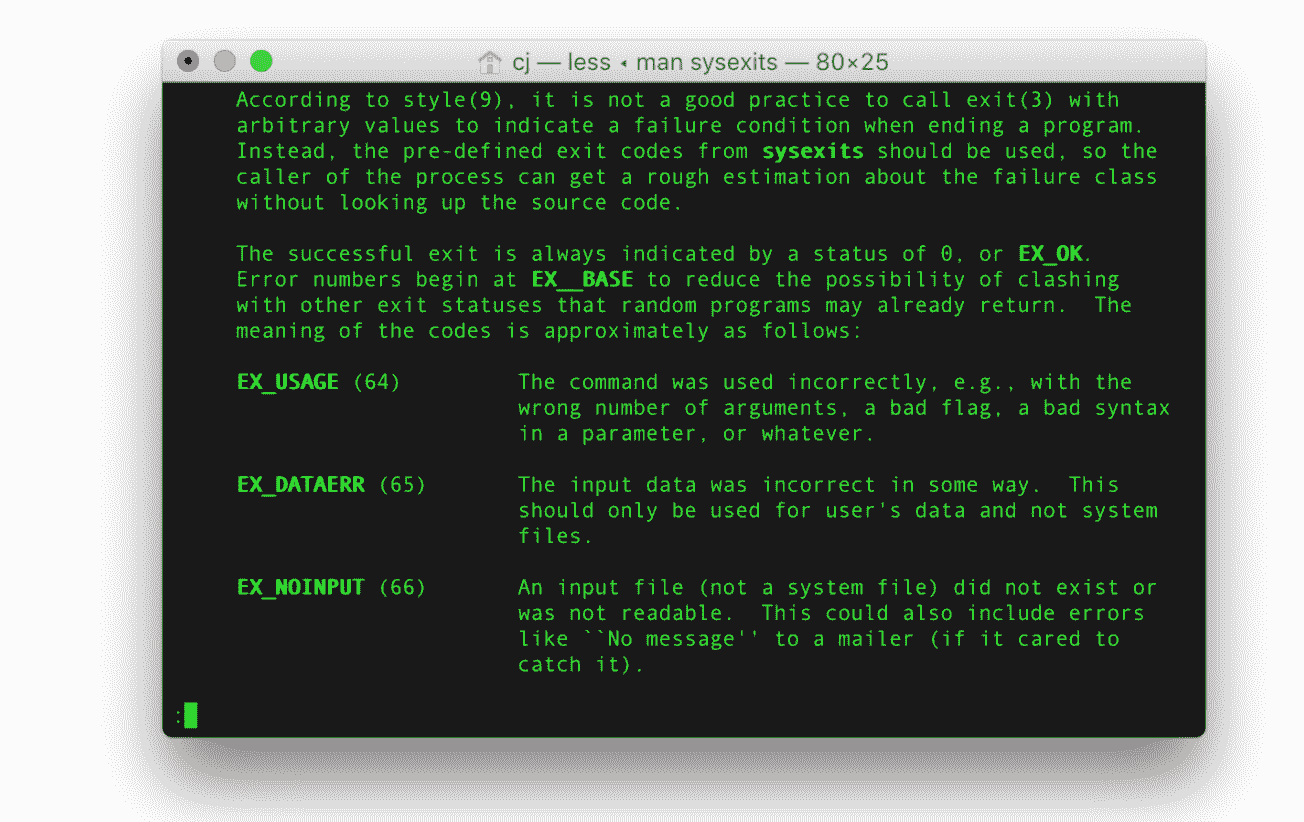 cj — less ◂ man sysexits — 80×25
According to style(9), it is not a good practice to call exit(3) with
arbitrary values to indicate a failure condition when ending a program.
Instead, the pre-defined exit codes from sysexits should be used, so the
caller of the process can get a rough estimation about the failure class
without looking up the source code.
The successful exit is always indicated by a status of 0, or EX_OK.
Error numbers begin at EX__BASE to reduce the possibility of clashing
with other exit statuses that random programs may already return.  The
meaning of the codes is approximately as follows:
EX_USAGE (64)          The command was used incorrectly, e.g., with the
wrong number of arguments, a bad flag, a bad syntax
in a parameter, or whatever.
EX_DATAERR (65)        The input data was incorrect in some way.  This
should only be used for user's data and not system
files.
EX_NOINPUT (66)        An input file (not a system file) did not exist or
was not readable.  This could also include errors
like ``No message'' to a mailer (if it cared to
catch it).
: